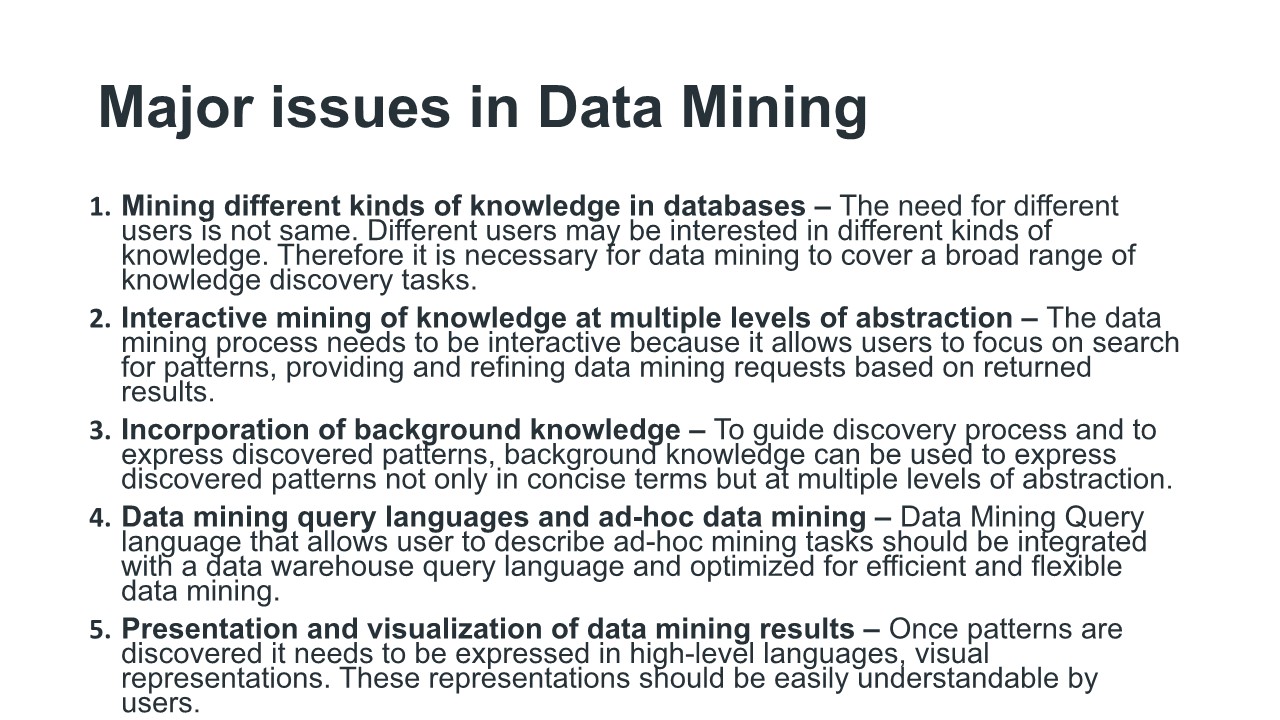 Major issues in Data Mining
1. Mining different kinds of knowledge in databases – The need for different
users is not same. Different users may be interested in different kinds of
knowledge. Therefore it is necessary for data mining to cover a broad range of
knowledge discovery tasks.
2. Interactive mining of knowledge at multiple levels of abstraction – The data
mining process needs to be interactive because it allows users to focus on search
for patterns, providing and refining data mining requests based on returned
results.
3. Incorporation of background knowledge – To guide discovery process and to
express discovered patterns, background knowledge can be used to express
discovered patterns not only in concise terms but at multiple levels of abstraction.
4. Data mining query languages and ad-hoc data mining – Data Mining Query
language that allows user to describe ad-hoc mining tasks should be integrated
with a data warehouse query language and optimized for efficient and flexible
data mining.
5. Presentation and visualization of data mining results – Once patterns are
discovered it needs to be expressed in high-level languages, visual
representations. These representations should be easily understandable by
users.